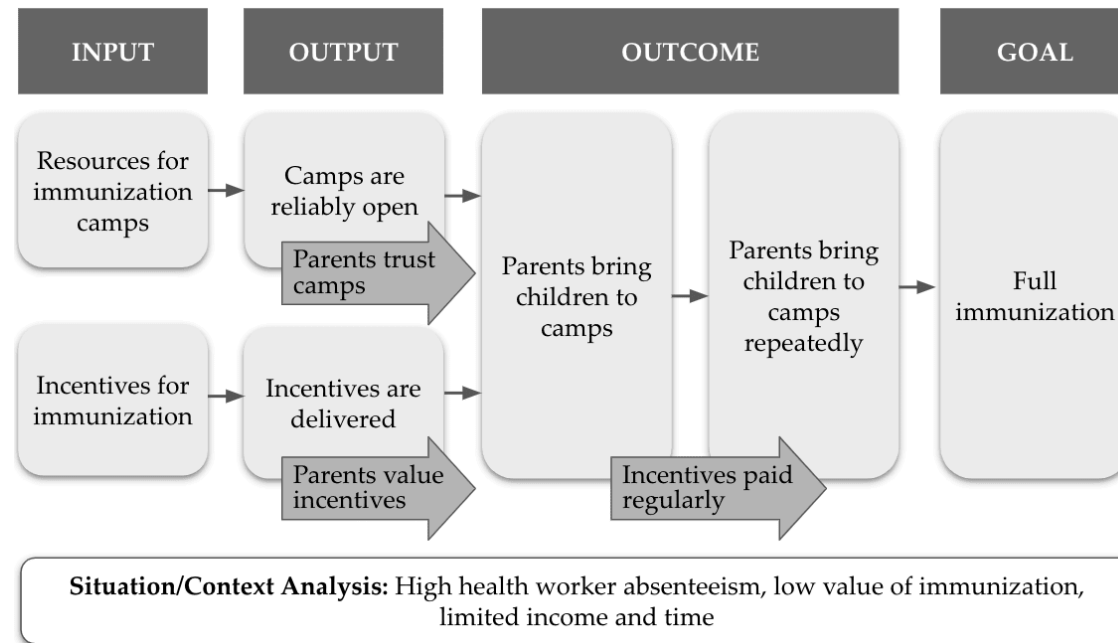 INPUT
OUTPUT
OUTCOME
GOAL
Resources for
immunization
camps
Camps are
reliably open
Parents trust
camps
Incentives for
immunization
Incentives are
delivered
Parents value
incentives
Parents bring
children to
camps
Parents bring
children to
camps
repeatedly
Incentives paid
regularly
Full
immunization
Situation/Context Analysis: High health worker absenteeism, low value of immunization,
limited income and time